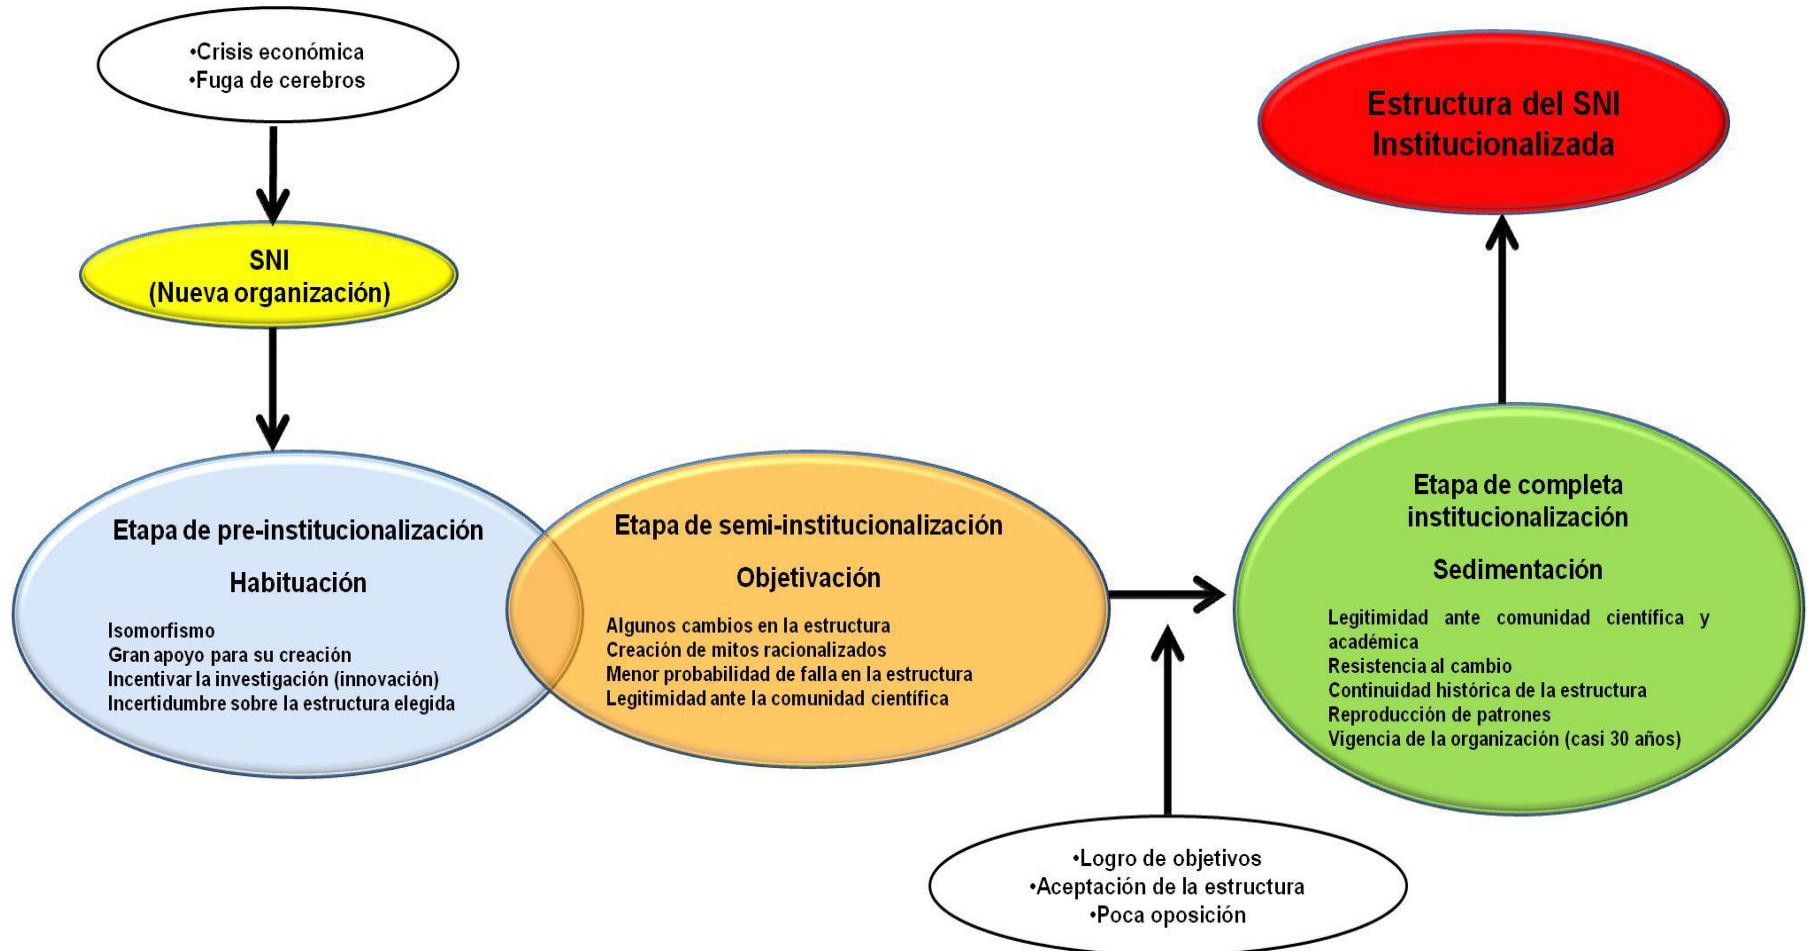 •Crisis económica
•Fuga de cerebros
SNI
(Nueva organización)
Etapa de pre-institucionalización
Habituación
Isomorfismo
Gran apoyo para su creación
Incentivar la investigación (innovación)
Incertidumbre sobre la estructura elegida
Etapa de semi-institucionalización
Objetivación
Algunos cambios en la estructura
Creación de mitos racionalizados
Menor probabilidad de falla en la estructura
Legitimidad ante la comunidad científica
•Logro de objetivos
•Aceptación de la estructura
•Poca oposición
Etapa de completa
institucionalización
Sedimentación
Legitimidad ante comunidad científica y
académica
Resistencia al cambio
Continuidad histórica de la estructura
Reproducción de patrones
Vigencia de la organización (casi 30 años)
Estructura del SNI
Institucionalizada